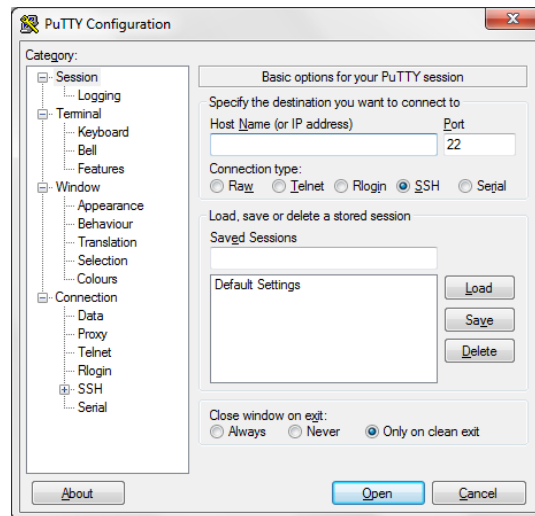 PuTTY Configuration
Category:
Session
Logging
Terminal
Keyboard
Bell
Features
Window
Appearance
Behaviour
Translation
Selection
Colours
Connection
Data
Proxy
Telnet
Rlogin
SSH
Serial
Basic options for your PuTTY session
Specify the destination you want to connect to
Host Name (or IP address) Port
22
Connection type:
Raw Telnet Rlogin SSH Serial
Load, save or delete a stored session
Saved Sessions
Default Settings
Load
Save
Delete
Close window on exit:
Always Never Only on clean exit
About Open Cancel